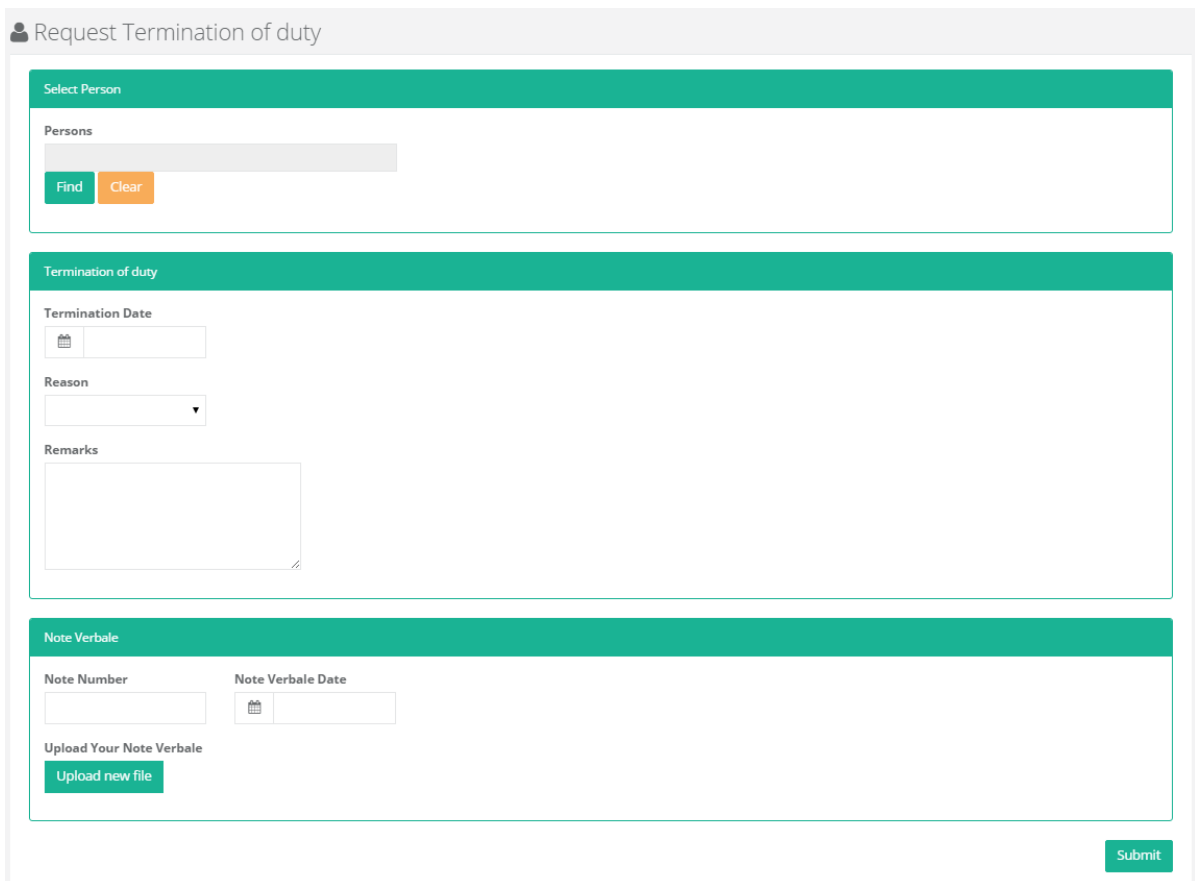 Request Termination of duty
Select Person
Persons
Find Clear
Termination of duty
Termination Date
Reason
Remarks
Note Verbale
Note Number Note Verbale Date
Upload Your Note Verbale
Upload new file
Submit